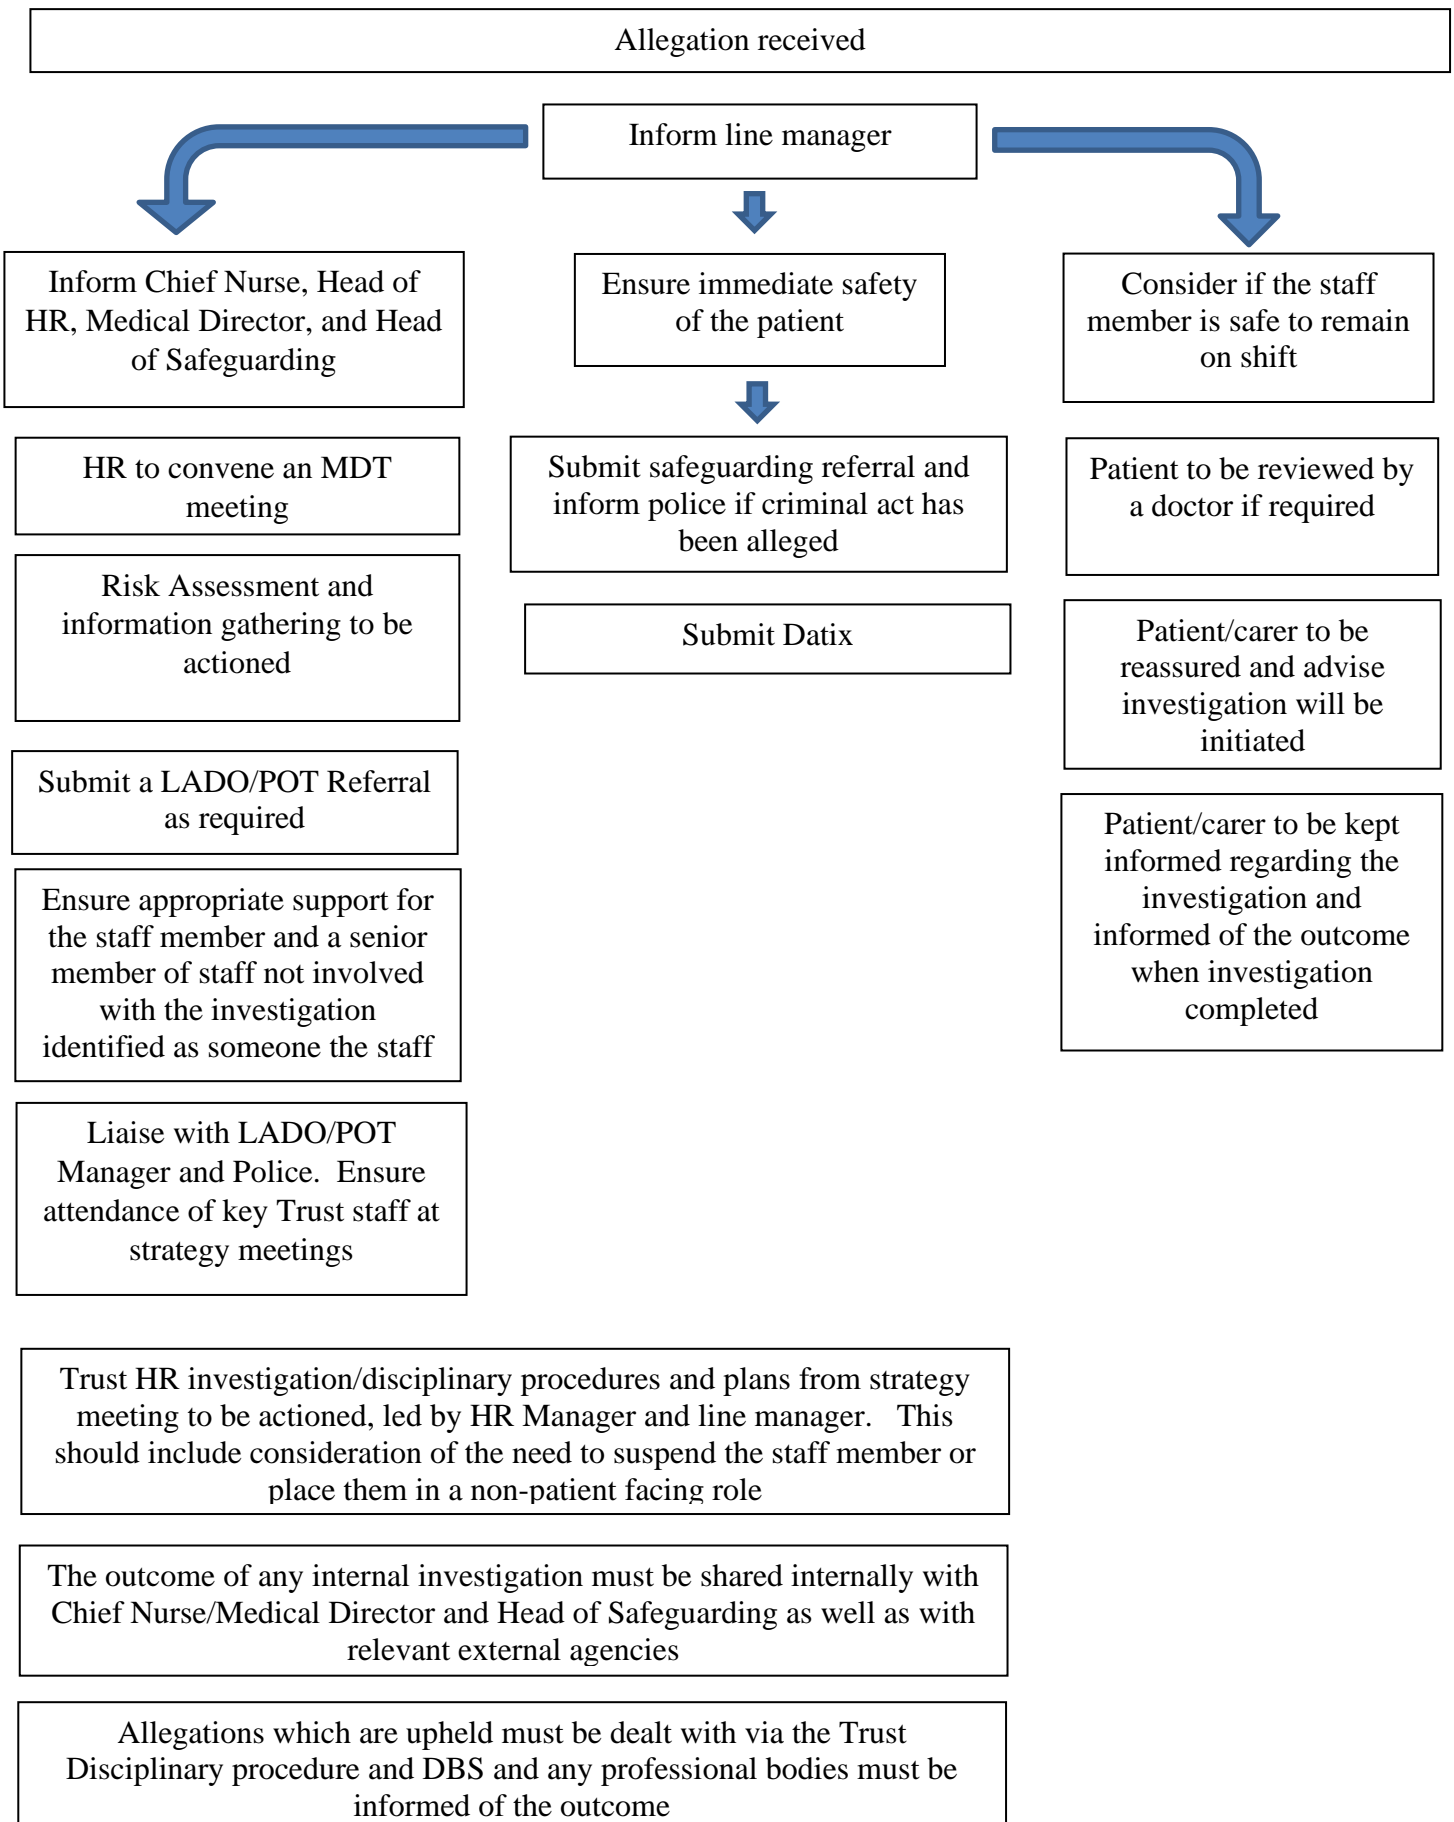 Allegation received
Inform line manager
Inform Chief Nurse, Head of
HR, Medical Director, and Head
of Safeguarding
HR to convene an MDT
meeting
Risk Assessment and
information gathering to be
actioned
Submit a LADO/POT Referral
as required
Ensure appropriate support for
the staff member and a senior
member of staff not involved
with the investigation
identified as someone the staff
Liaise with LADO/POT
Manager and Police.  Ensure
attendance of key Trust staff at
strategy meetings
Ensure immediate safety
of the patient
Submit safeguarding referral and
inform police if criminal act has
been alleged
Submit Datix
Consider if the staff
member is safe to remain
on shift
Patient to be reviewed by
a doctor if required
Patient/carer to be
reassured and advise
investigation will be
initiated
Patient/carer to be kept
informed regarding the
investigation and
informed of the outcome
when investigation
completed
Trust HR investigation/disciplinary procedures and plans from strategy
meeting to be actioned, led by HR Manager and line manager.   This
should include consideration of the need to suspend the staff member or
place them in a non-patient facing role
The outcome of any internal investigation must be shared internally with
Chief Nurse/Medical Director and Head of Safeguarding as well as with
relevant external agencies
Allegations which are upheld must be dealt with via the Trust
Disciplinary procedure and DBS and any professional bodies must be
informed of the outcome